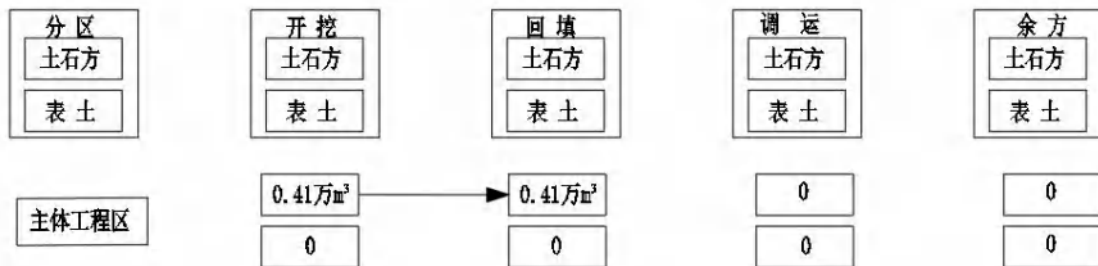 分区 开挖 回填 调运 余方
土石方 土石方 土石方 土石方 土石方
表土 表土 表土 表土 表土
0.41万m³ 0.41万m³ 0 0
主体工程区
0 0 0 0